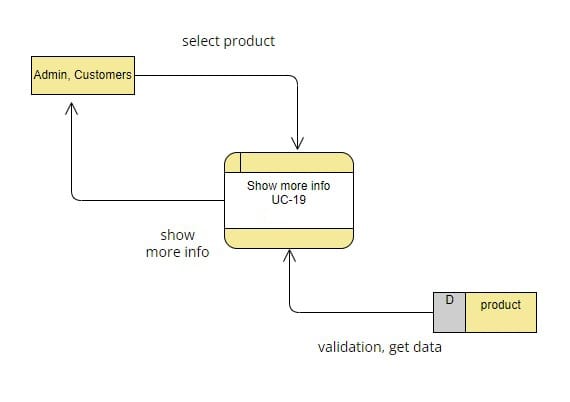 select product
Admin, Customers
Show more info
UC-19
show
more info
D
product
validation, get data